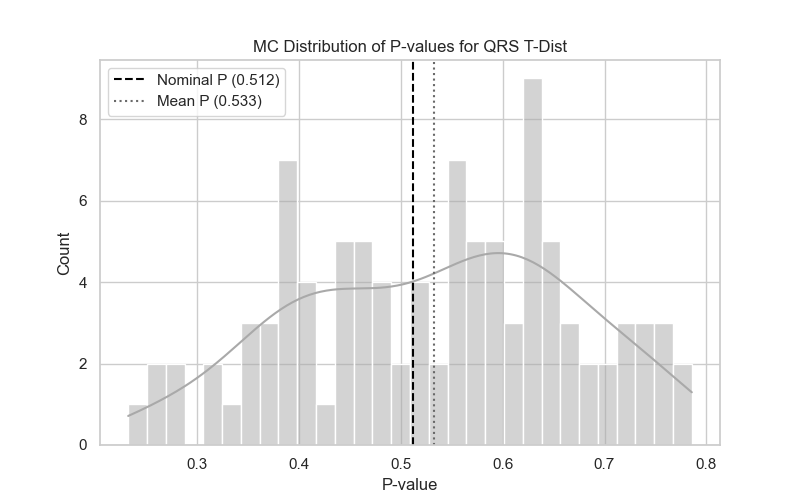 MC Distribution of P-values for QRS T-Dist
Nominal P (0.512)
Mean P (0.533)
8
6
4
2
0
Count
0.3 0.4 0.5 0.6 0.7 0.8
P-value